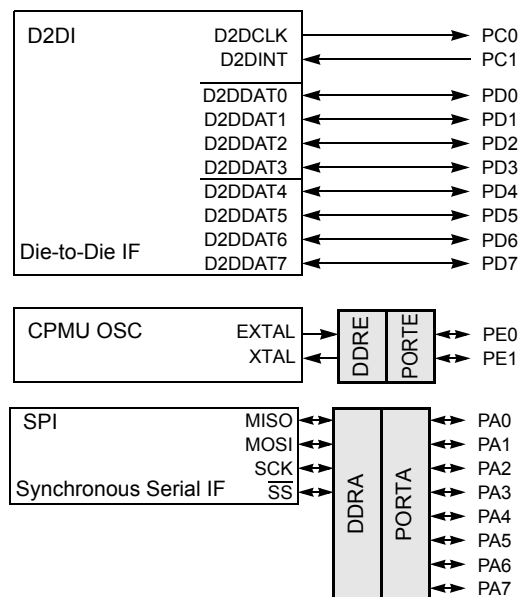 D2DI D2DCLK PC0
D2DINT PC1
D2DDAT0 PD0
D2DDAT1 PD1
D2DDAT2 PD2
D2DDAT3 PD3
D2DDAT4 PD4
D2DDAT5 PD5
D2DDAT6 PD6
Die-to-Die IF D2DDAT7 PD7
CPMU OSC EXTAL DDRE PORTE PE0
XTAL PE1
SPI MISO PA0
MOSI PA1
SCK PA2
Synchronous Serial IF SS DDRA PORTA PA3
PA4
PA5
PA6
PA7